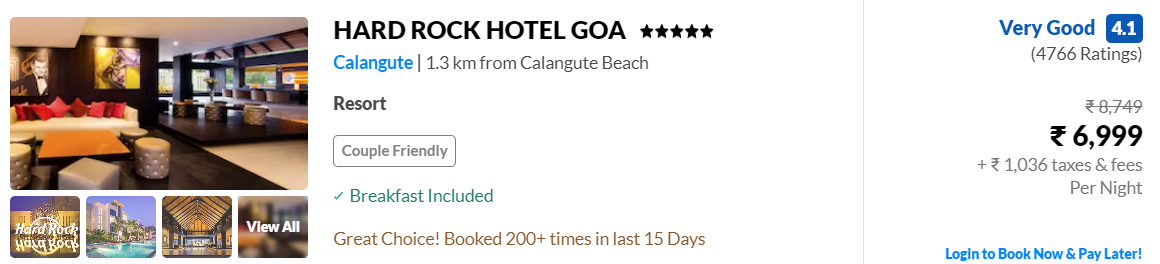 HARD ROCK HOTEL GOA ★★★★★
Calangute | 1.3 km from Calangute Beach
Resort
Couple Friendly
✓ Breakfast Included
Great Choice! Booked 200+ times in last 15 Days
Hard Rock
HARD ROCK
View All
Very Good 4.1
(4766 Ratings)
₹ 8,749
₹ 6,999
+ ₹ 1,036 taxes & fees
Per Night
Login to Book Now & Pay Later!